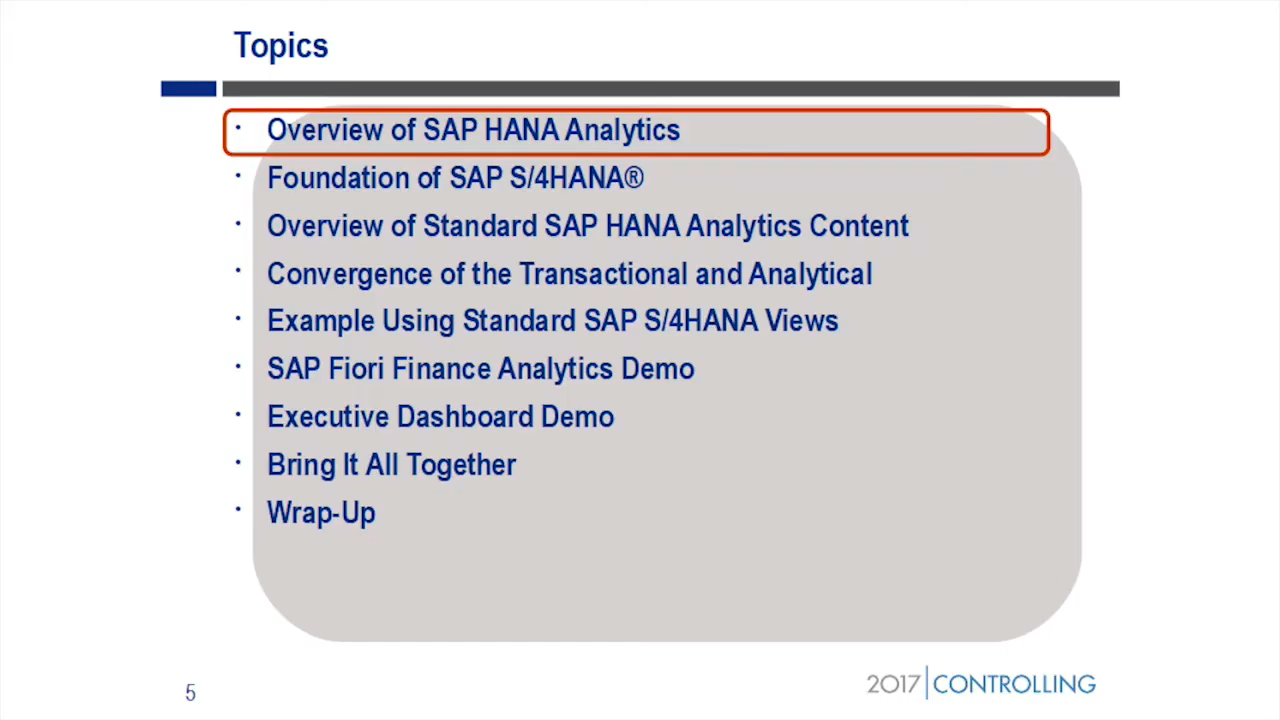 Topics
· Overview of SAP HANA Analytics
· Foundation of SAP S/4HANA®
· Overview of Standard SAP HANA Analytics Content
· Convergence of the Transactional and Analytical
· Example Using Standard SAP S/4HANA Views
· SAP Fiori Finance Analytics Demo
· Executive Dashboard Demo
· Bring It All Together
· Wrap-Up
5
2017 CONTROLLING